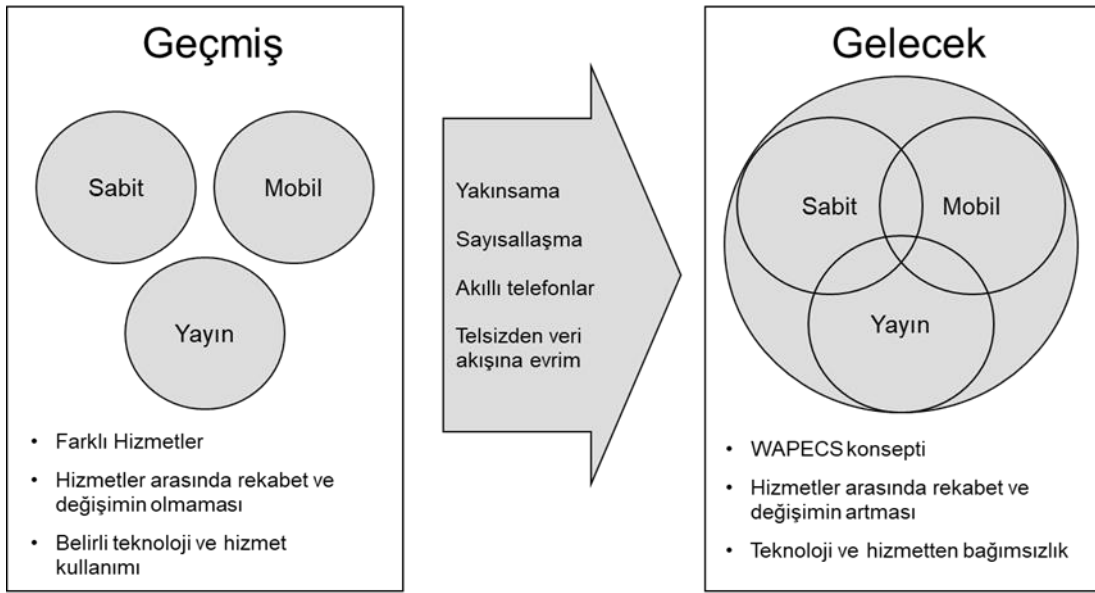 Geçmiş
Sabit
Mobil
Yayın
• Farklı Hizmetler
• Hizmetler arasında rekabet ve
değişimin olmaması
• Belirli teknoloji ve hizmet
kullanımı
Yakınsama
Sayısallaşma
Akıllı telefonlar
Telsizden veri
akışına evrim
Gelecek
Sabit
Mobil
Yayın
• WAPECS konsepti
• Hizmetler arasında rekabet ve
değişimin artması
• Teknoloji ve hizmetten bağımsızlık